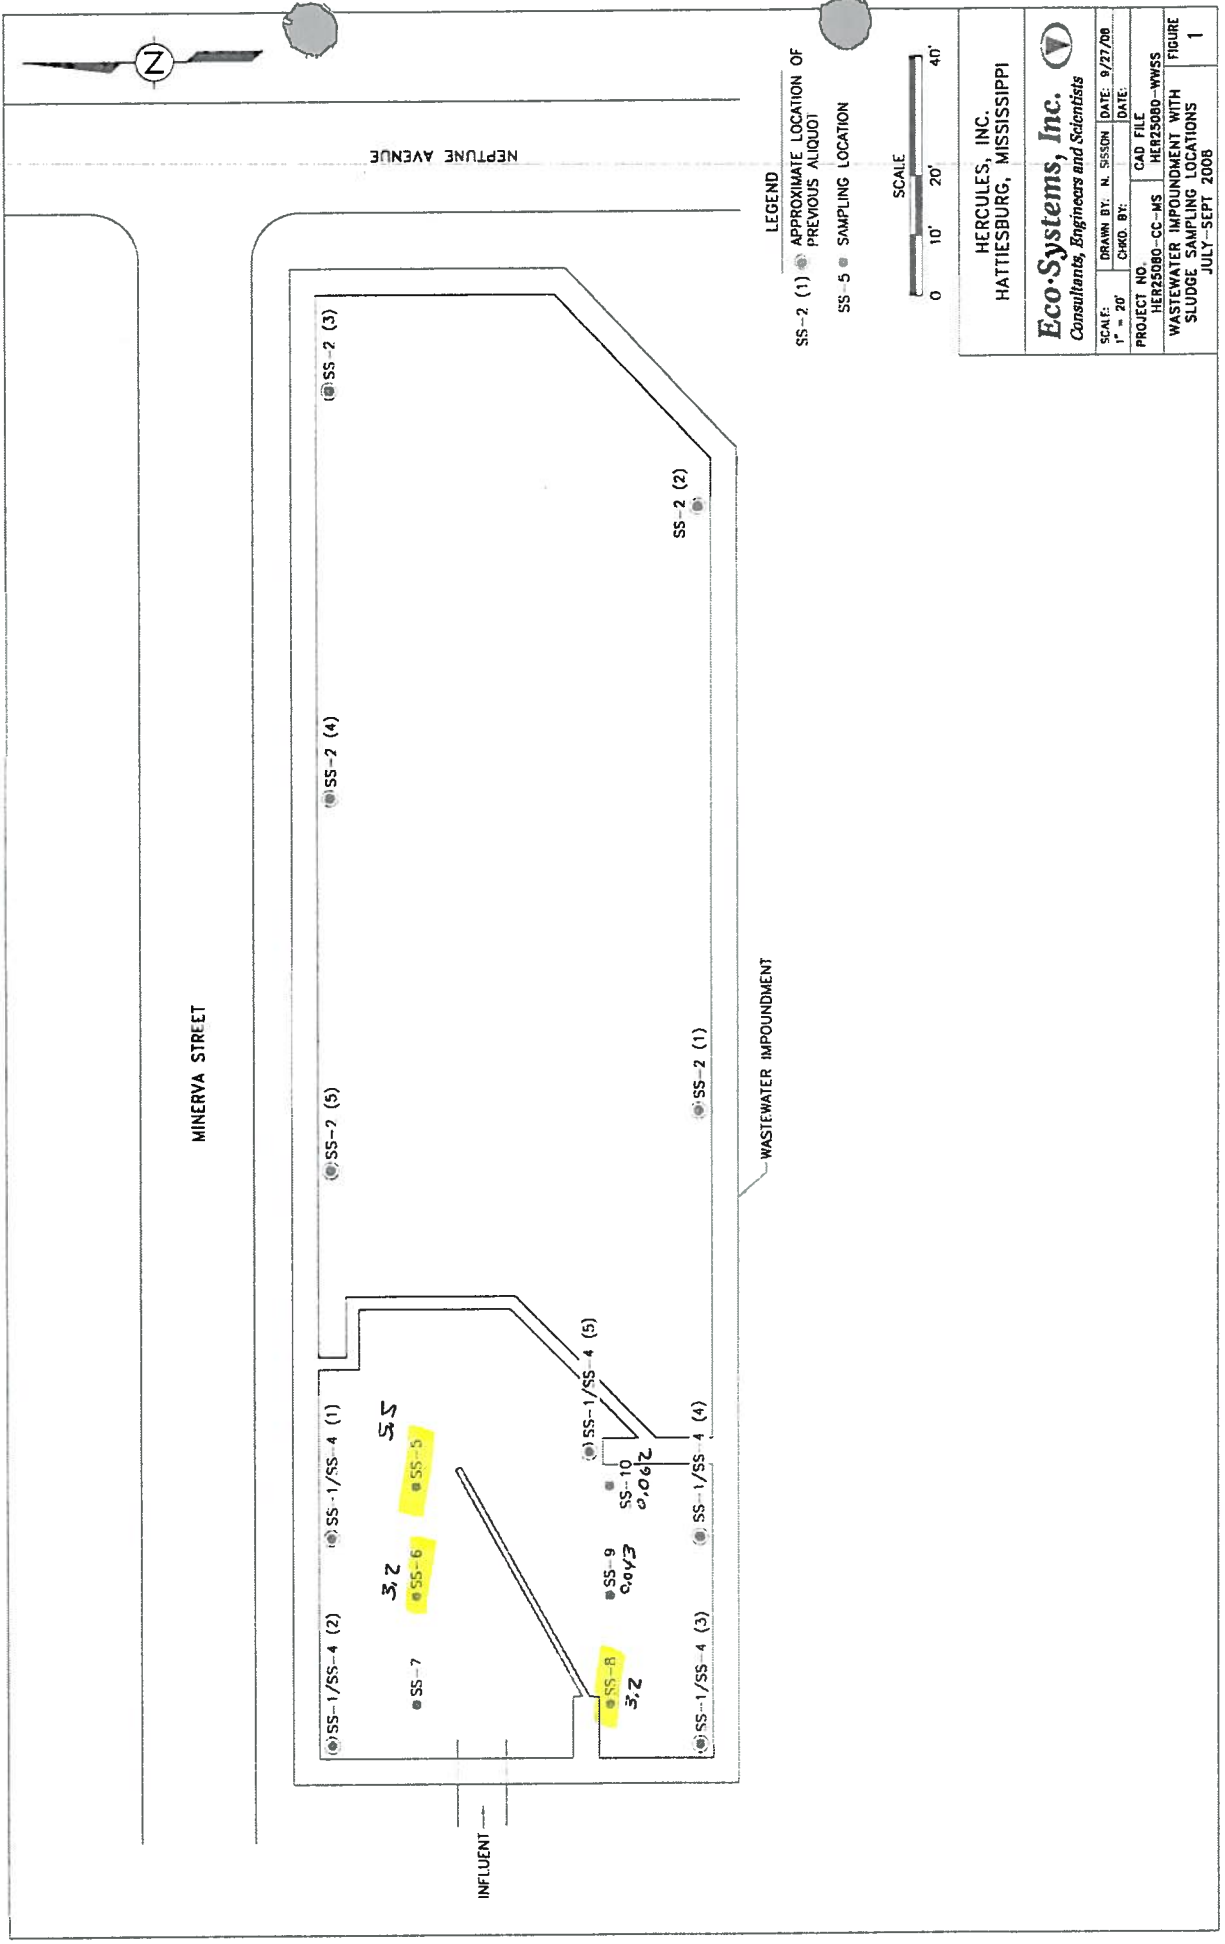 N
NEPTUNE AVENUE
MINERVA STREET
SS-2 (3)
SS-2 (4)
SS-2 (5)
SS-2 (2)
SS-2 (1)
WASTEWATER IMPOUNDMENT
SS-1/SS-4 (1)
SS-1/SS-4 (2)
SS-1/SS-4 (5)
SS-1/SS-4 (4)
SS-1/SS-4 (3)
5.5
SS-5
3.2
SS-6
SS-7
SS-8
3.2
SS-9
0.043
SS-10
0.062
INFLUENT
LEGEND
SS-2 (1) APPROXIMATE LOCATION OF
PREVIOUS ALIQUOT
SS-5 SAMPLING LOCATION
SCALE
0 10' 20' 40'
HERCULES, INC.
HATTIESBURG, MISSISSIPPI
Eco-Systems, Inc.
Consultants, Engineers and Scientists
SCALE: 1" = 20'
DRAWN BY: N. SISSON DATE: 9/27/08
CHKD. BY: DATE:
PROJECT NO. HER25080-CC-MS
CAD FILE HER25080-WWSS
WASTEWATER IMPOUNDMENT WITH
SLUDGE SAMPLING LOCATIONS
JULY-SEPT 2008
FIGURE
1